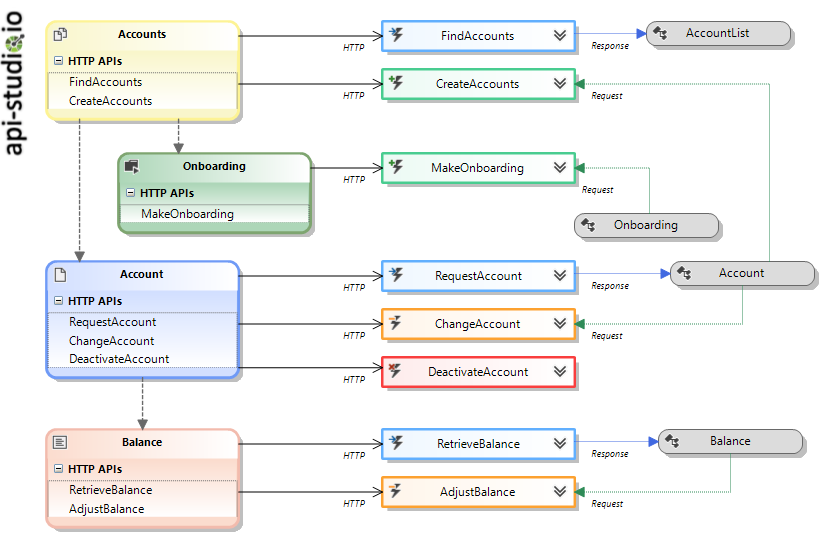 api-studio.io
Accounts
HTTP APIs
FindAccounts
CreateAccounts
HTTP
FindAccounts
Response
AccountList
HTTP
CreateAccounts
Request
Onboarding
HTTP APIs
MakeOnboarding
HTTP
MakeOnboarding
Request
Onboarding
Account
HTTP APIs
RequestAccount
ChangeAccount
DeactivateAccount
HTTP
RequestAccount
Response
Account
HTTP
ChangeAccount
Request
HTTP
DeactivateAccount
Balance
HTTP APIs
RetrieveBalance
AdjustBalance
HTTP
RetrieveBalance
Response
Balance
HTTP
AdjustBalance
Request